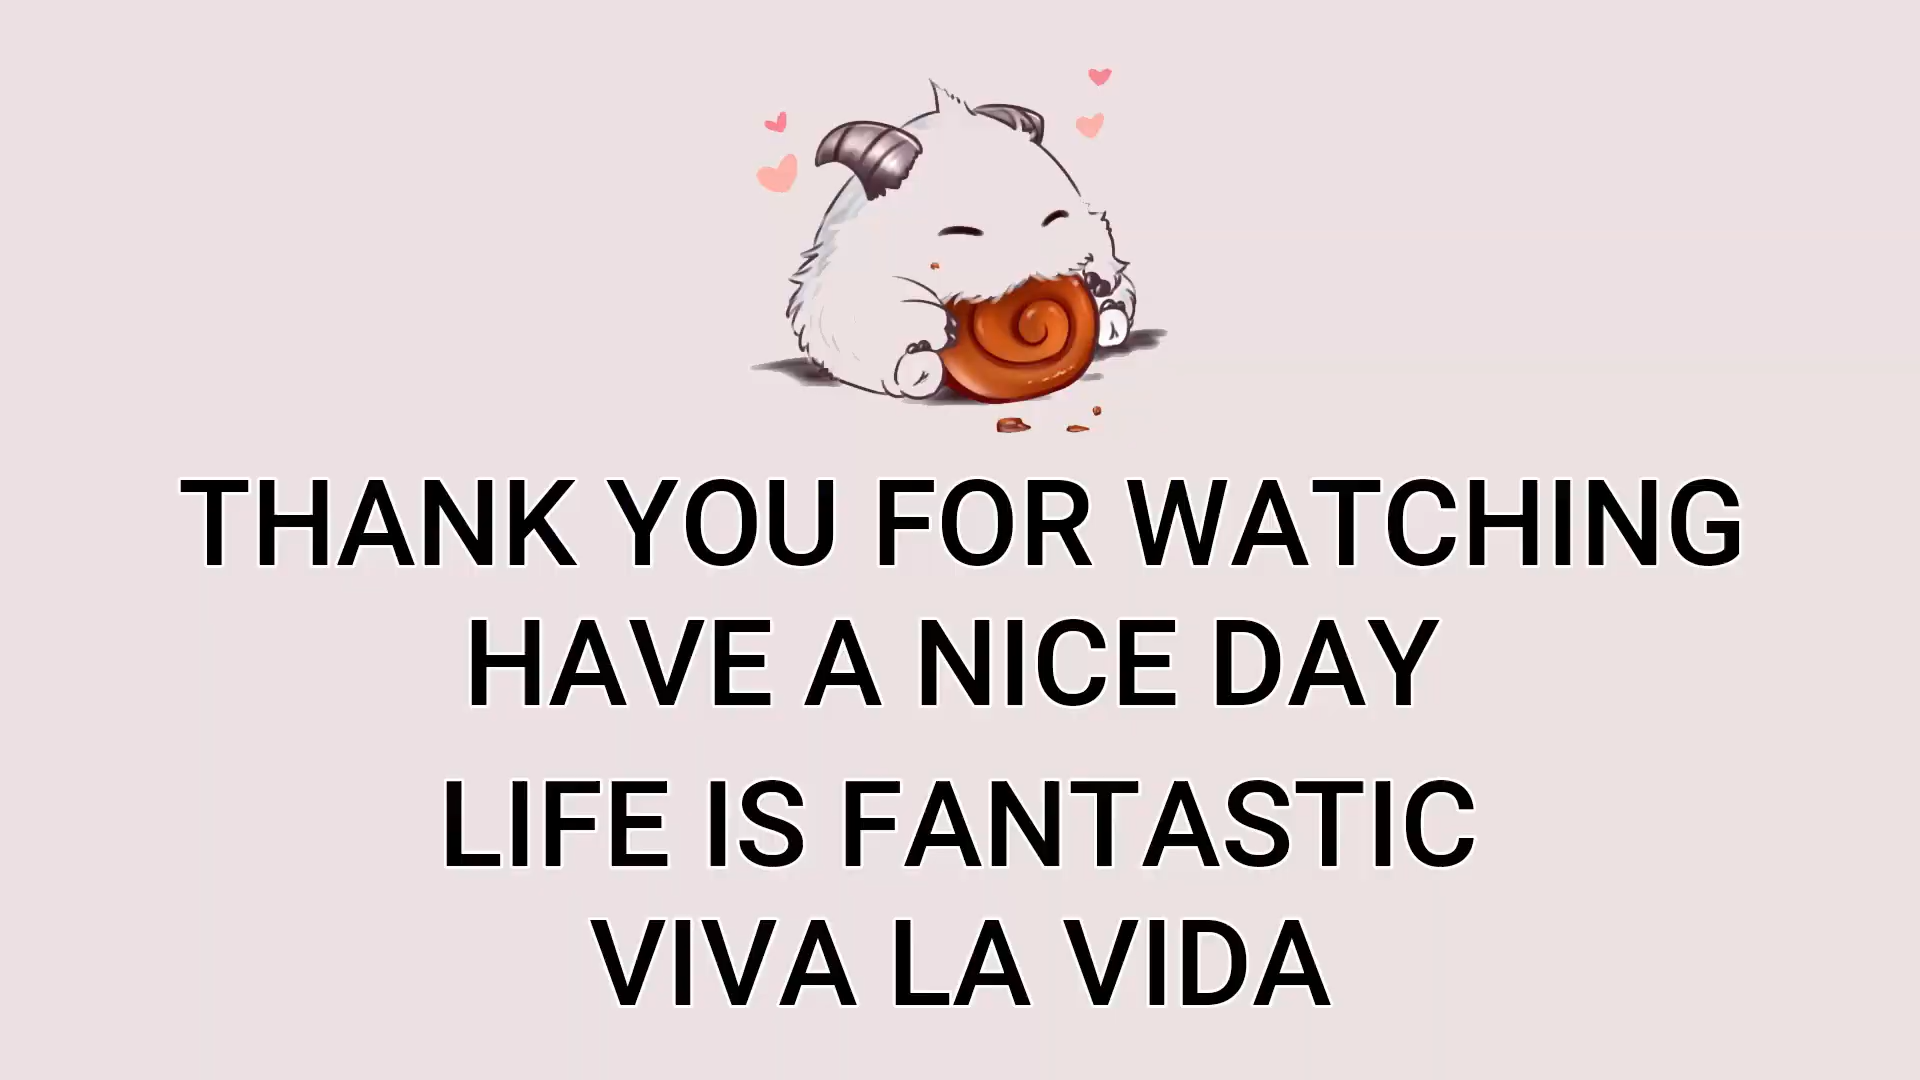 THANK YOU FOR WATCHING
HAVE A NICE DAY
LIFE IS FANTASTIC
VIVA LA VIDA